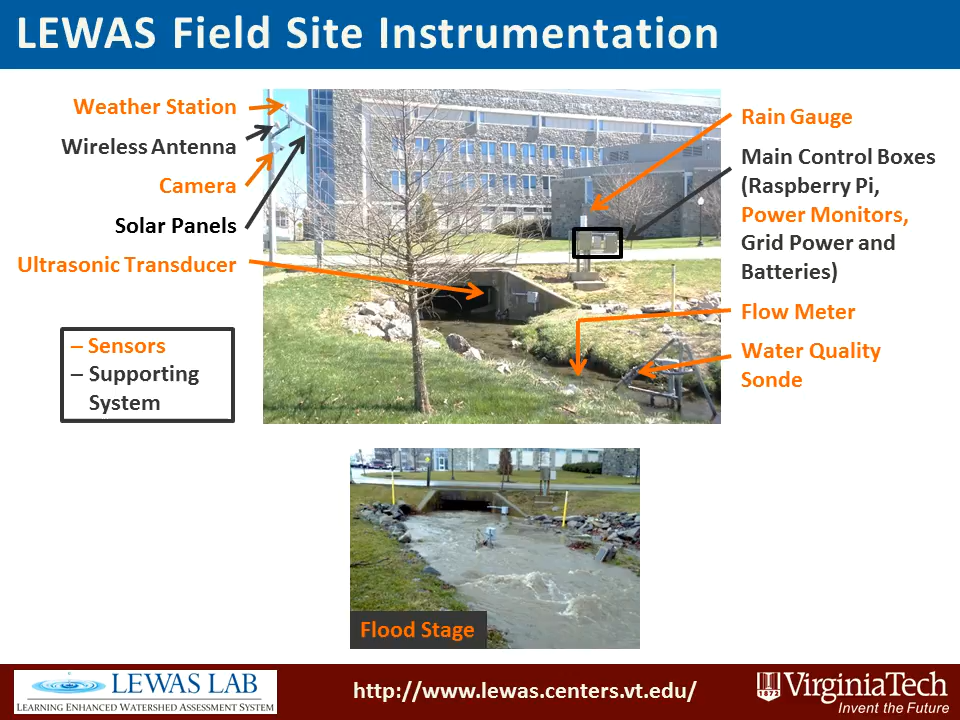 LEWAS Field Site Instrumentation
Weather Station
Wireless Antenna
Camera
Solar Panels
Ultrasonic Transducer
– Sensors
– Supporting
System
Rain Gauge
Main Control Boxes
(Raspberry Pi,
Power Monitors,
Grid Power and
Batteries)
Flow Meter
Water Quality
Sonde
Flood Stage
LEWAS LAB
LEARNING ENHANCED WATERSHED ASSESSMENT SYSTEM
http://www.lewas.centers.vt.edu/
1872
VirginiaTech
Invent the Future